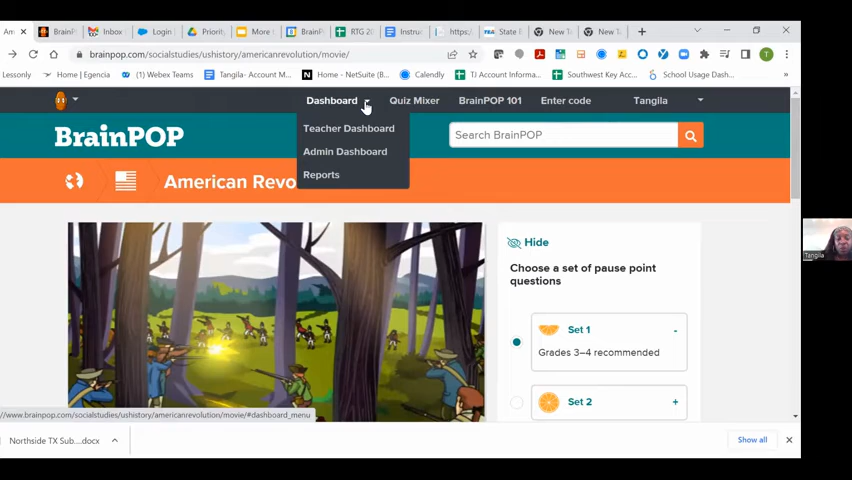 A
BrainP
Inbox
Login
Priority
More s
BrainP
RTG 20
Instruc
https:/
State B
New Ta
New Ta
brainpop.com/socialstudies/ushistory/americanrevolution/movie/
T
Lessonly
Home | Egencia
(1) Webex Teams
Tangila- Account M...
Home - NetSuite (B...
Calendly
TJ Account Informat...
Southwest Key Acc...
School Usage Dash...
Dashboard
Quiz Mixer
BrainPOP 101
Enter code
Tangila
Teacher Dashboard
Admin Dashboard
Reports
BrainPOP
Search BrainPOP
American Revo
Hide
Choose a set of pause point
questions
Set 1
-
Grades 3–4 recommended
Set 2
+
//www.brainpop.com/socialstudies/ushistory/americanrevolution/movie/#dashboard_menu
Northside TX Sub....docx
Show all
Tangila